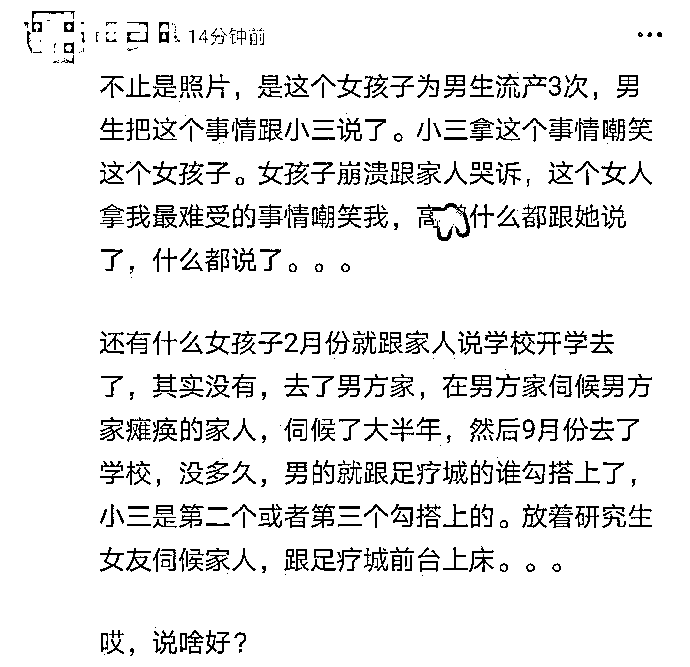 14分钟前
不止是照片，是这个女孩子为男生流产3次，男
生把这个事情跟小三说了。小三拿这个事情嘲笑
这个女孩子。女孩子崩溃跟家人哭诉，这个女人
拿我最难受的事情嘲笑我，高什么都跟她说
了，什么都说了。。。
还有什么女孩子2月份就跟家人说学校开学去
了，其实没有，去了男方家，在男方家伺候男方
家瘫痪的家人，伺候了大半年，然后9月份去了
学校，没多久，男的就跟足疗城的谁勾搭上了，
小三是第二个或者第三个勾搭上的。放着研究生
女友伺候家人，跟足疗城前台上床。。。
哎，说啥好？